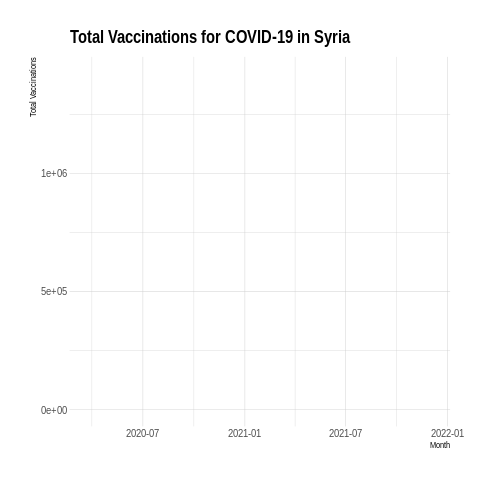 Total Vaccinations for COVID-19 in Syria
Total Vaccinations
1e+06
5e+05
0e+00
2020-07 2021-01 2021-07 2022-01
Month